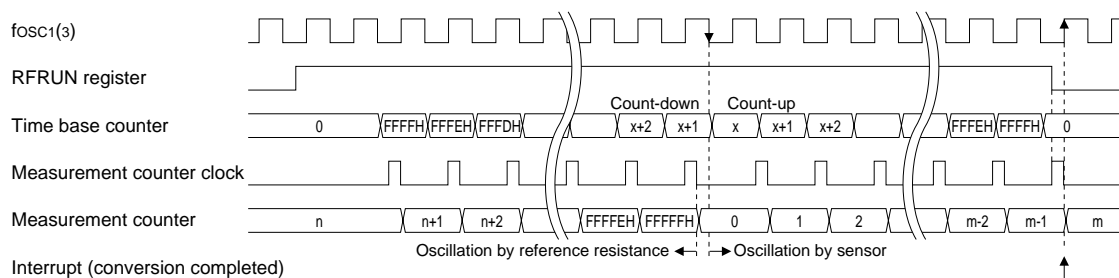 fOSC1(3)
RFRUN register
Count-down Count-up
Time base counter 0 FFFFH FFFEH FFFDH x+2 x+1 x x+1 x+2 FFFEH FFFFH 0
Measurement counter clock
Measurement counter n n+1 n+2 FFFFEH FFFFFH 0 1 2 m-2 m-1 m
Oscillation by reference resistance Oscillation by sensor
Interrupt (conversion completed)